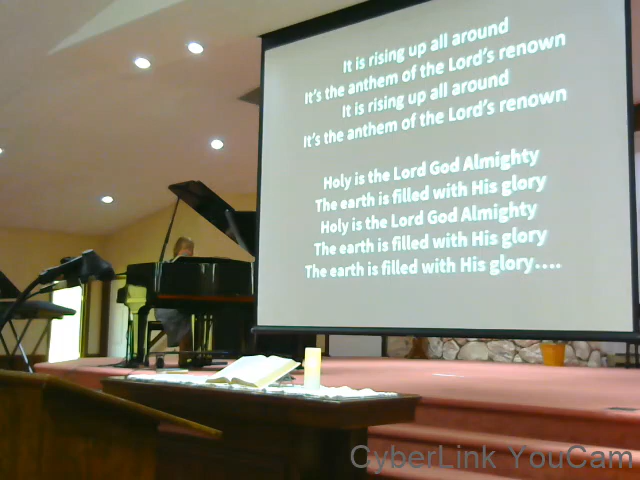 It is rising up all around
It's the anthem of the Lord's renown
It is rising up all around
It's the anthem of the Lord's renown
Holy is the Lord God Almighty
The earth is filled with His glory
Holy is the Lord God Almighty
The earth is filled with His glory
The earth is filled with His glory....
CyberLink YouCam